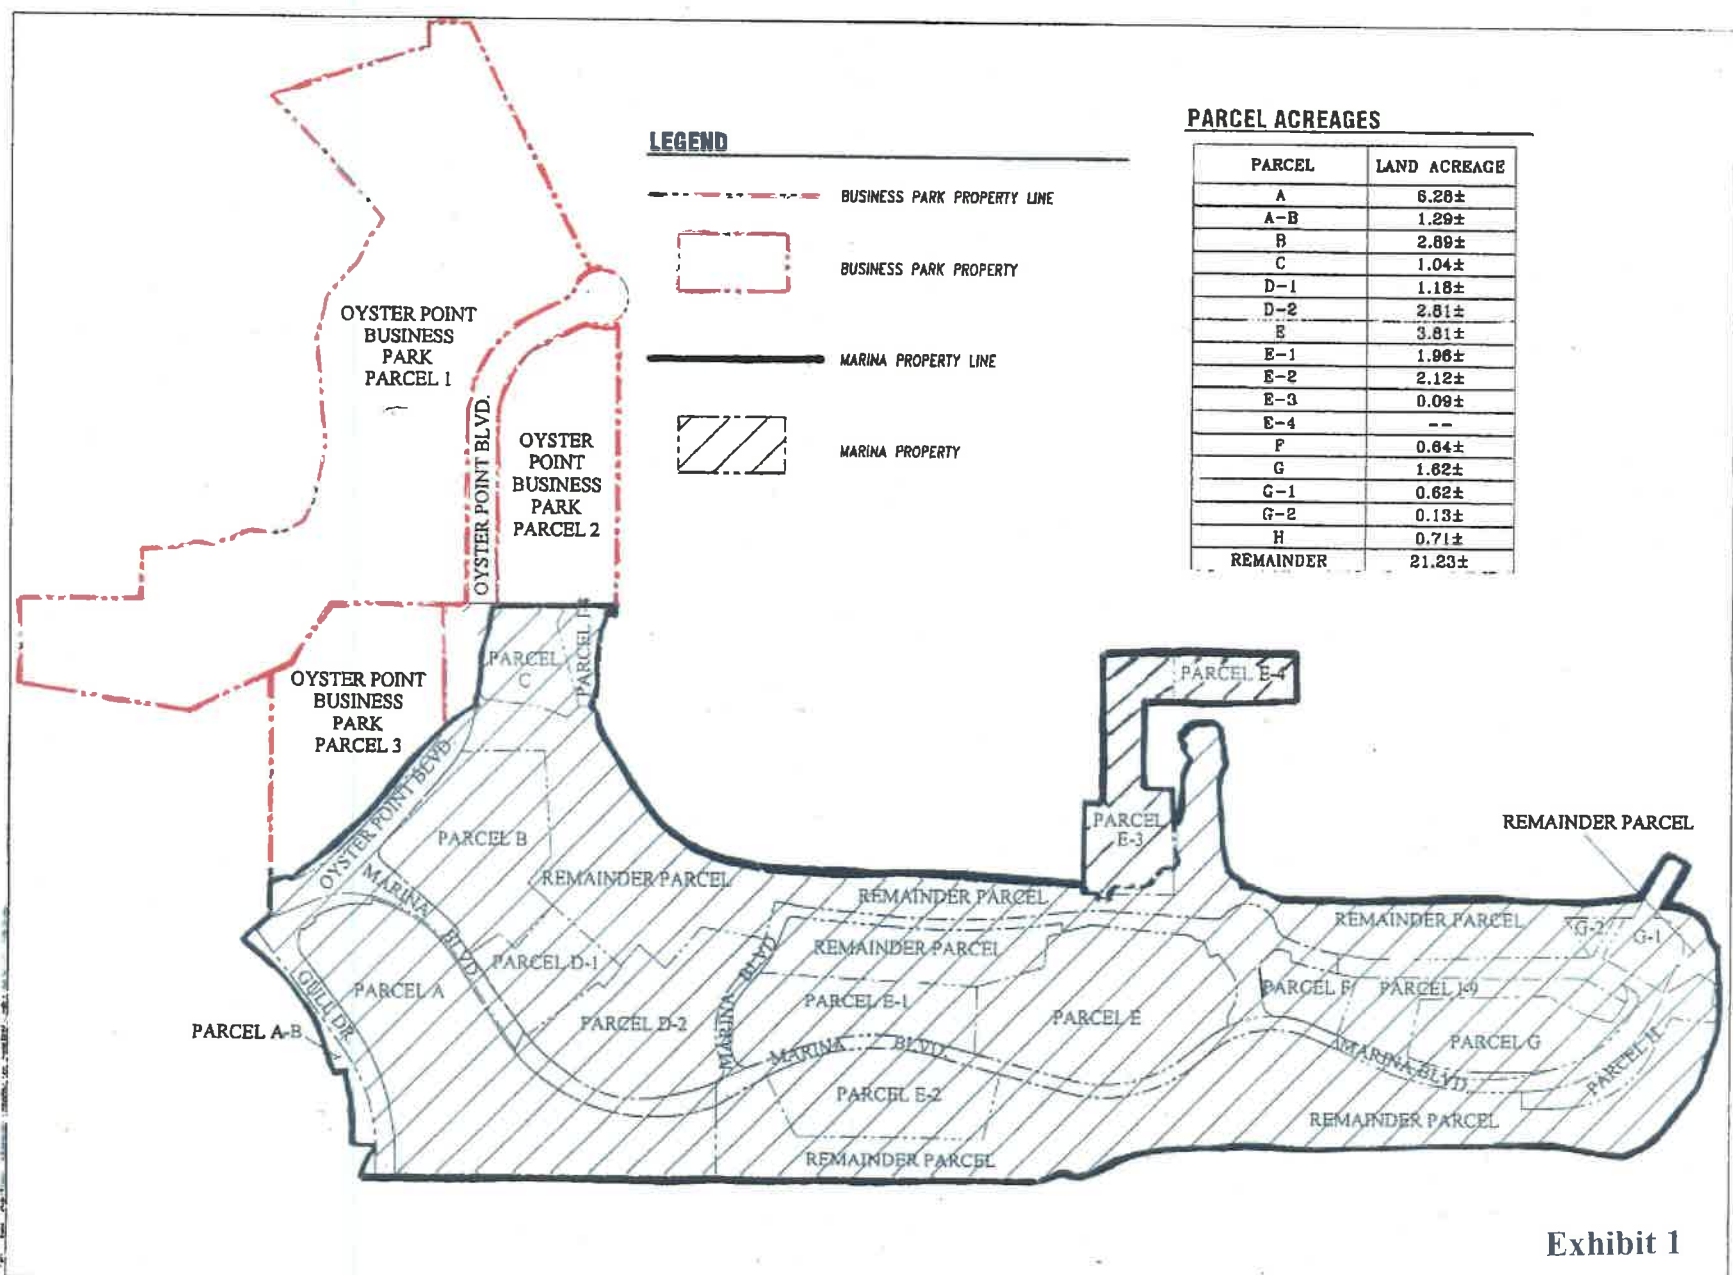 LEGEND
BUSINESS PARK PROPERTY LINE
BUSINESS PARK PROPERTY
MARINA PROPERTY LINE
MARINA PROPERTY
PARCEL ACREAGES
PARCEL LAND ACREAGE
A 6.28±
A-B 1.29±
B 2.89±
C 1.04±
D-1 1.18±
D-2 2.81±
E 3.81±
E-1 1.96±
E-2 2.12±
E-3 0.09±
E-4 --
F 0.64±
G 1.62±
G-1 0.62±
G-2 0.13±
H 0.71±
REMAINDER 21.23±
OYSTER POINT
BUSINESS
PARK
PARCEL 1
OYSTER POINT BLVD.
OYSTER
POINT
BUSINESS
PARK
PARCEL 2
OYSTER POINT
BUSINESS
PARK
PARCEL 3
PARCEL
C
PARCEL
OYSTER POINT BLVD
PARCEL B
REMAINDER PARCEL
MARINA
BLVD
PARCEL A
GULL DR
PARCEL A-B
PARCEL D-1
PARCEL D-2
MARINA BLVD
REMAINDER PARCEL
REMAINDER PARCEL
PARCEL E-1
MARINA BLVD.
PARCEL E-2
REMAINDER PARCEL
PARCEL E
PARCEL E-4
PARCEL
E-3
REMAINDER PARCEL
REMAINDER PARCEL
G-2
G-1
PARCEL F
PARCEL
PARCEL G
PARCEL H
MARINA BLVD
REMAINDER PARCEL
Exhibit 1